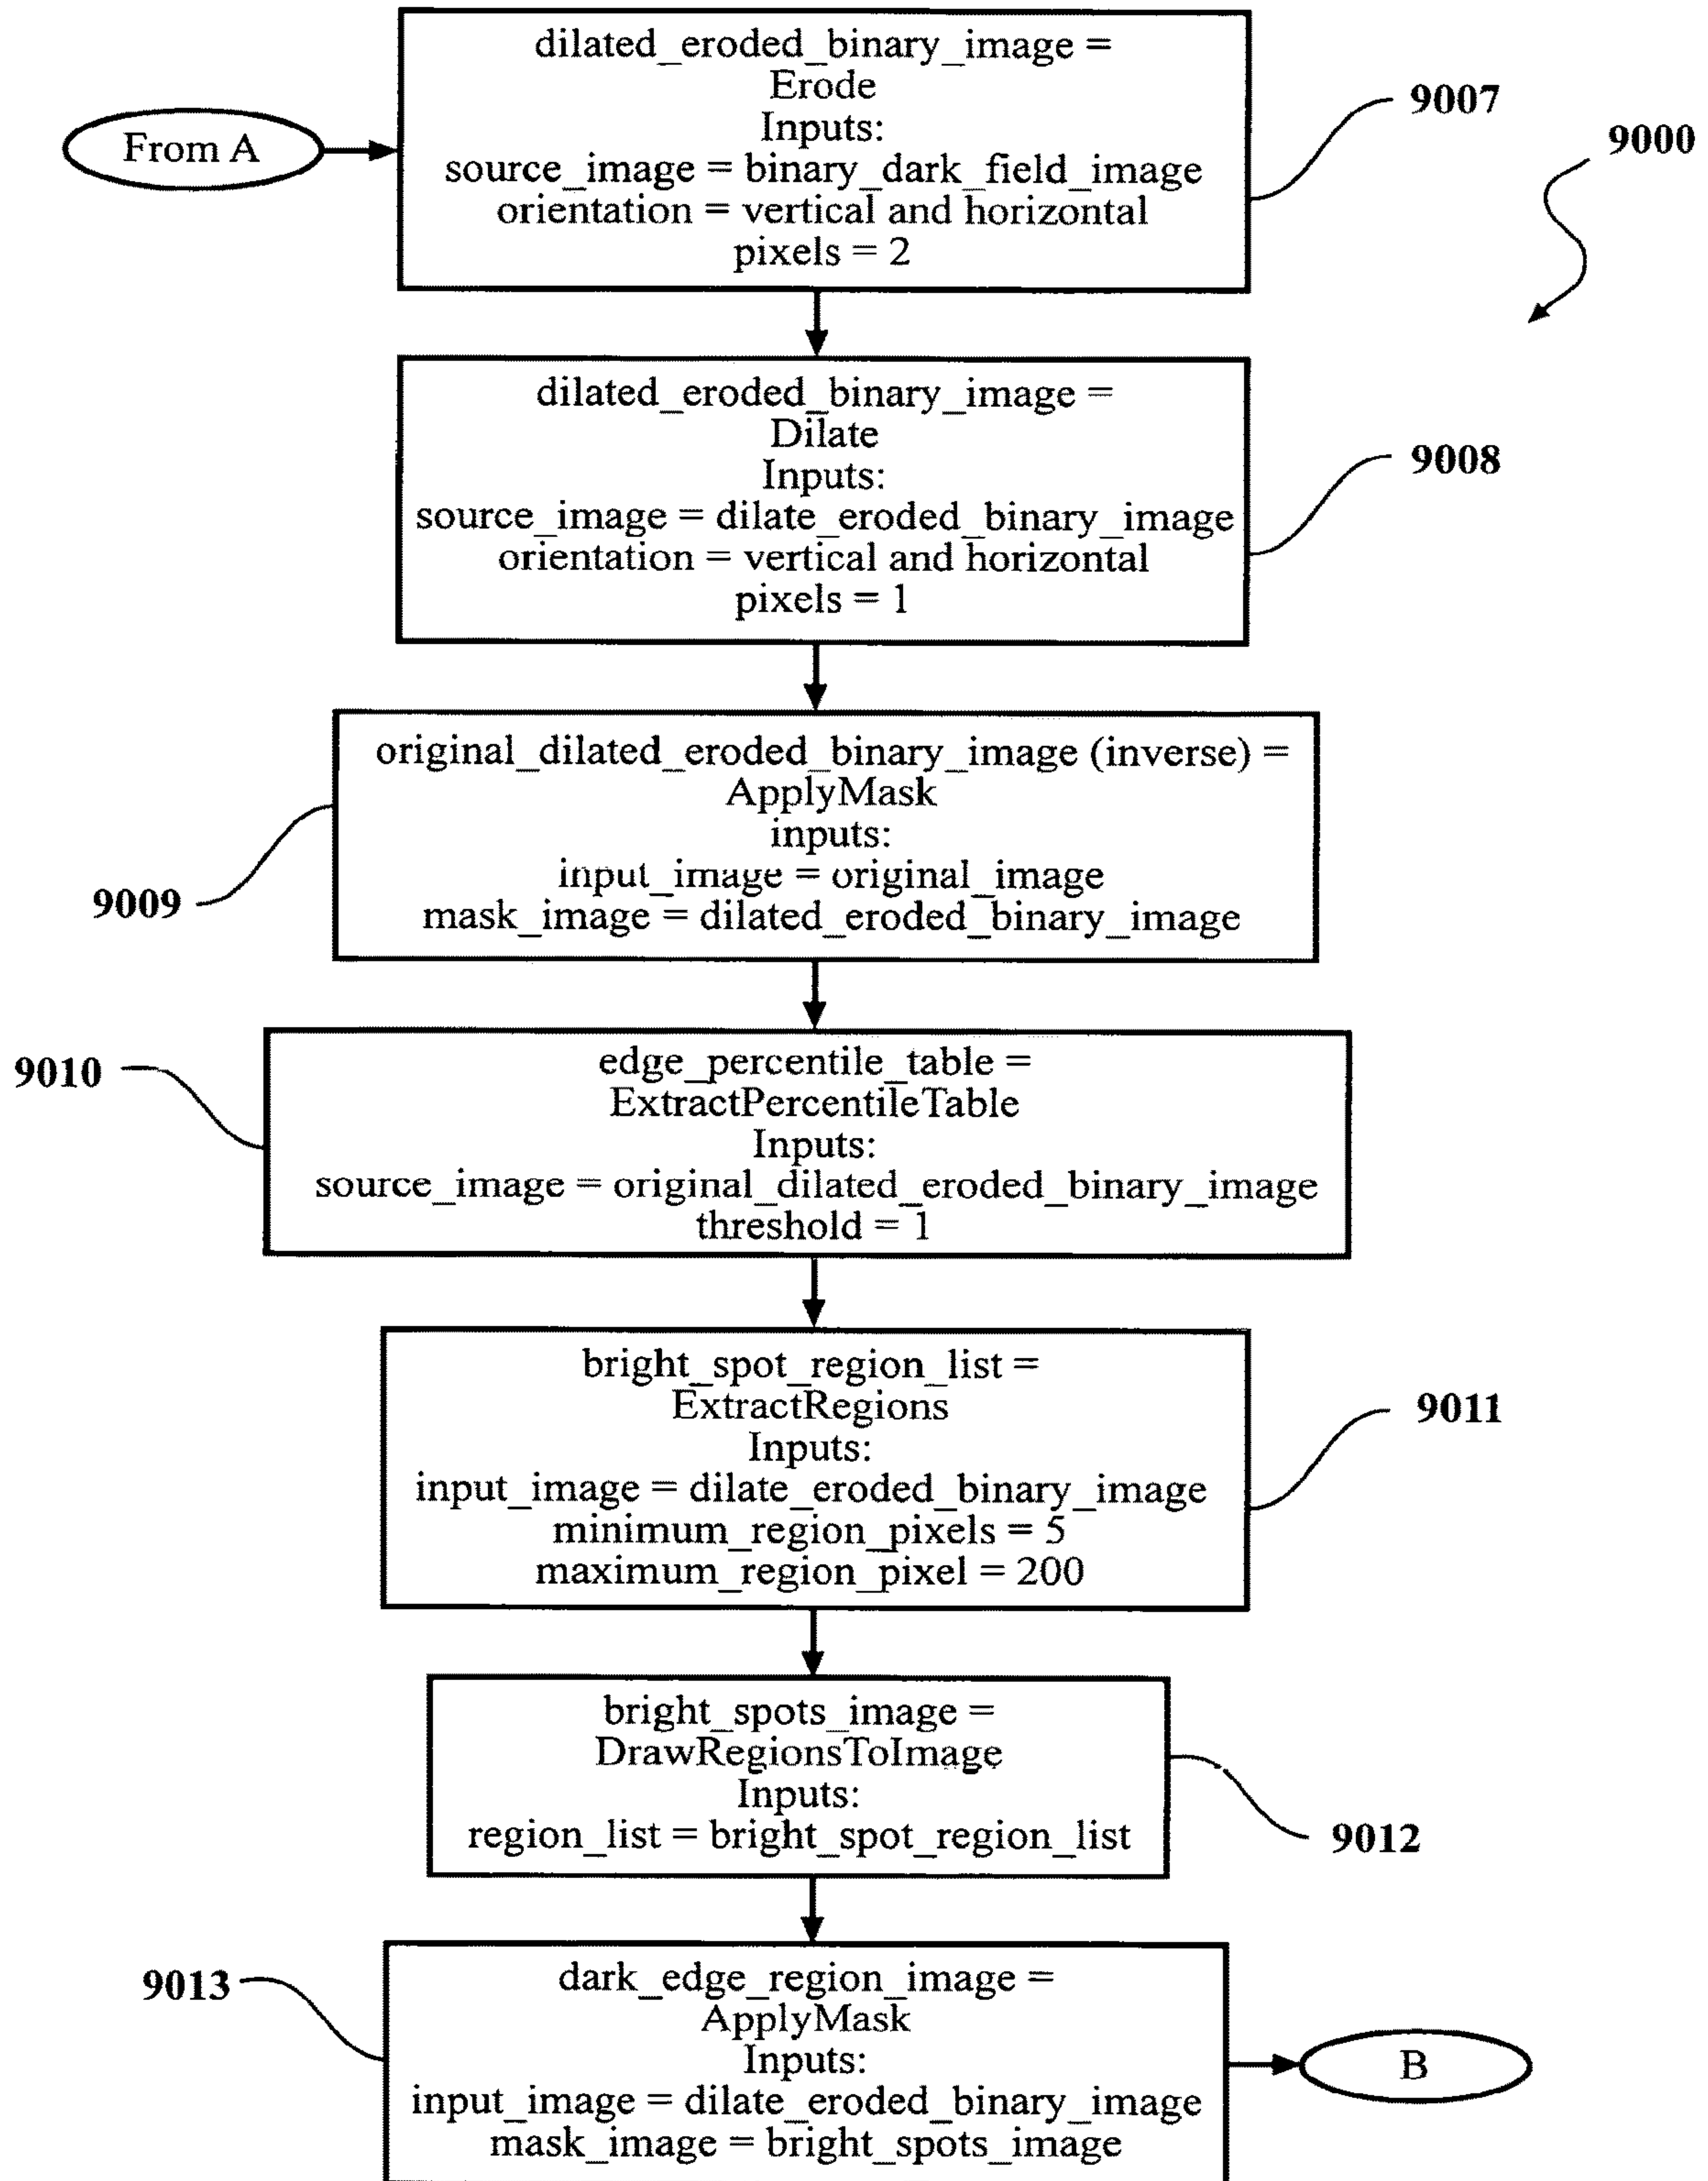 From A
dilated_eroded_binary_image =
Erode
Inputs:
source_image = binary_dark_field_image
orientation = vertical and horizontal
pixels = 2
9007
9000
dilated_eroded_binary_image =
Dilate
Inputs:
source_image = dilate_eroded_binary_image
orientation = vertical and horizontal
pixels = 1
9008
original_dilated_eroded_binary_image (inverse) =
ApplyMask
inputs:
input_image = original_image
mask_image = dilated_eroded_binary_image
9009
edge_percentile_table =
ExtractPercentileTable
Inputs:
source_image = original_dilated_eroded_binary_image
threshold = 1
9010
bright_spot_region_list =
ExtractRegions
Inputs:
input_image = dilate_eroded_binary_image
minimum_region_pixels = 5
maximum_region_pixel = 200
9011
bright_spots_image =
DrawRegionsToImage
Inputs:
region_list = bright_spot_region_list
9012
dark_edge_region_image =
ApplyMask
Inputs:
input_image = dilate_eroded_binary_image
mask_image = bright_spots_image
9013
B